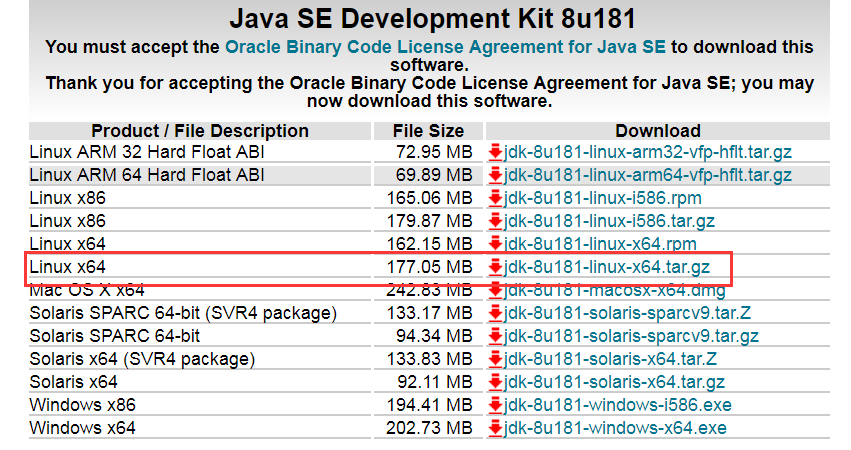 Java SE Development Kit 8u181
You must accept the Oracle Binary Code License Agreement for Java SE to download this
software.
Thank you for accepting the Oracle Binary Code License Agreement for Java SE; you may
now download this software.
Product / File Description File Size Download
Linux ARM 32 Hard Float ABI 72.95 MB jdk-8u181-linux-arm32-vfp-hflt.tar.gz
Linux ARM 64 Hard Float ABI 69.89 MB jdk-8u181-linux-arm64-vfp-hflt.tar.gz
Linux x86 165.06 MB jdk-8u181-linux-i586.rpm
Linux x86 179.87 MB jdk-8u181-linux-i586.tar.gz
Linux x64 162.15 MB jdk-8u181-linux-x64.rpm
Linux x64 177.05 MB jdk-8u181-linux-x64.tar.gz
Mac OS X x64 242.83 MB jdk-8u181-macosx-x64.dmg
Solaris SPARC 64-bit (SVR4 package) 133.17 MB jdk-8u181-solaris-sparcv9.tar.Z
Solaris SPARC 64-bit 94.34 MB jdk-8u181-solaris-sparcv9.tar.gz
Solaris x64 (SVR4 package) 133.83 MB jdk-8u181-solaris-x64.tar.Z
Solaris x64 92.11 MB jdk-8u181-solaris-x64.tar.gz
Windows x86 194.41 MB jdk-8u181-windows-i586.exe
Windows x64 202.73 MB jdk-8u181-windows-x64.exe